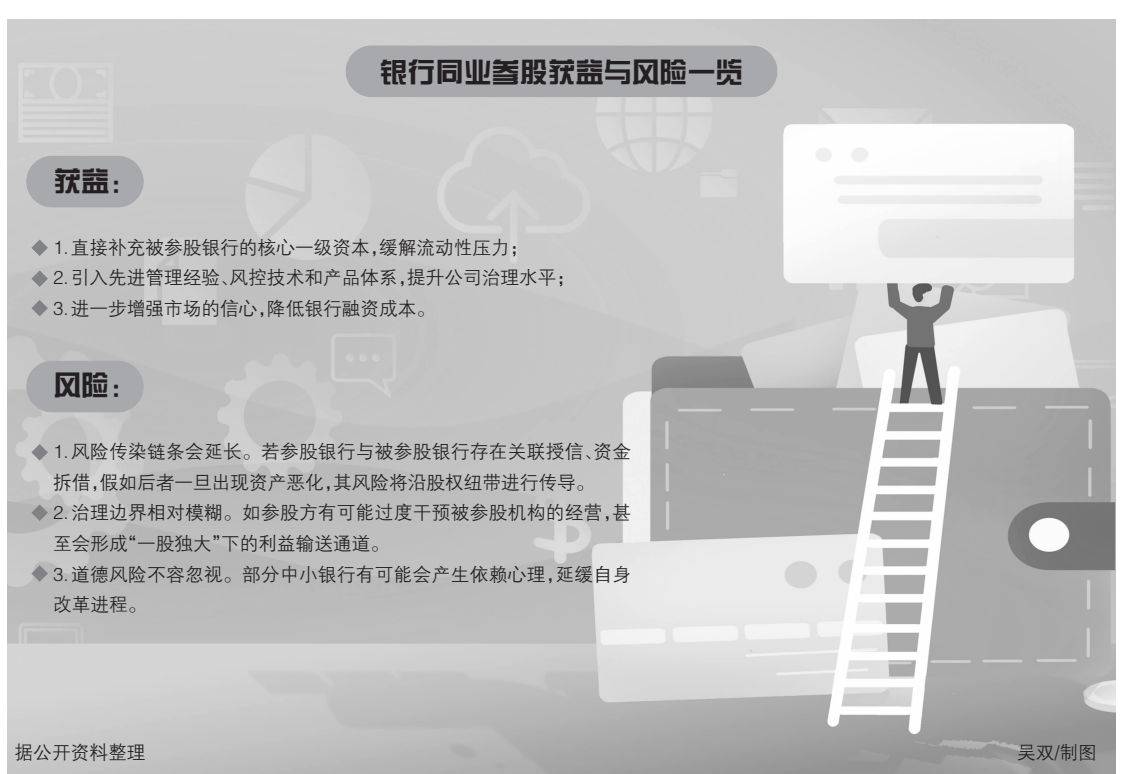 银行同业参股获益与风险一览
获益：
◆ 1.直接补充被参股银行的核心一级资本，缓解流动性压力；
◆ 2.引入先进管理经验、风控技术和产品体系，提升公司治理水平；
◆ 3.进一步增强市场的信心，降低银行融资成本。
风险：
◆ 1.风险传染链条会延长。若参股银行与被参股银行存在关联授信、资金
拆借，假如后者一旦出现资产恶化，其风险将沿股权纽带进行传导。
◆ 2.治理边界相对模糊。如参股方有可能过度干预被参股机构的经营，甚
至会形成“一股独大”下的利益输送通道。
◆ 3.道德风险不容忽视。部分中小银行有可能会产生依赖心理，延缓自身
改革进程。
据公开资料整理
吴双/制图